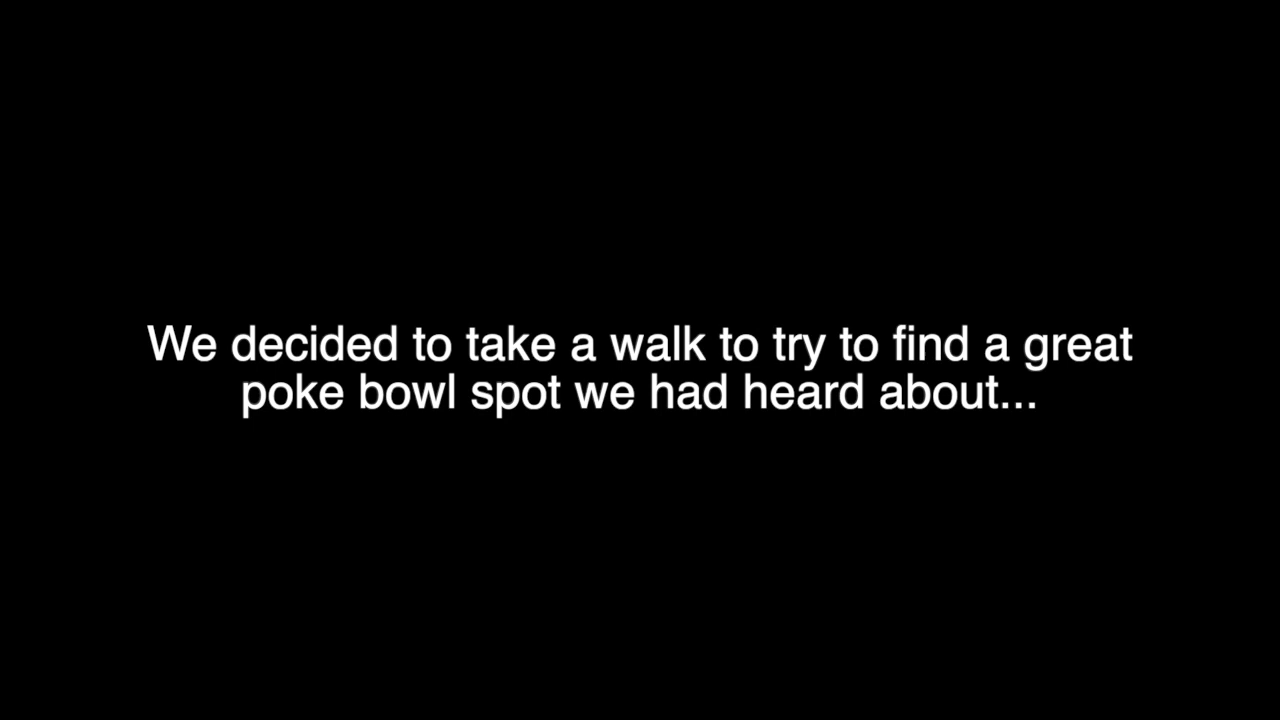 We decided to take a walk to try to find a great
poke bowl spot we had heard about...